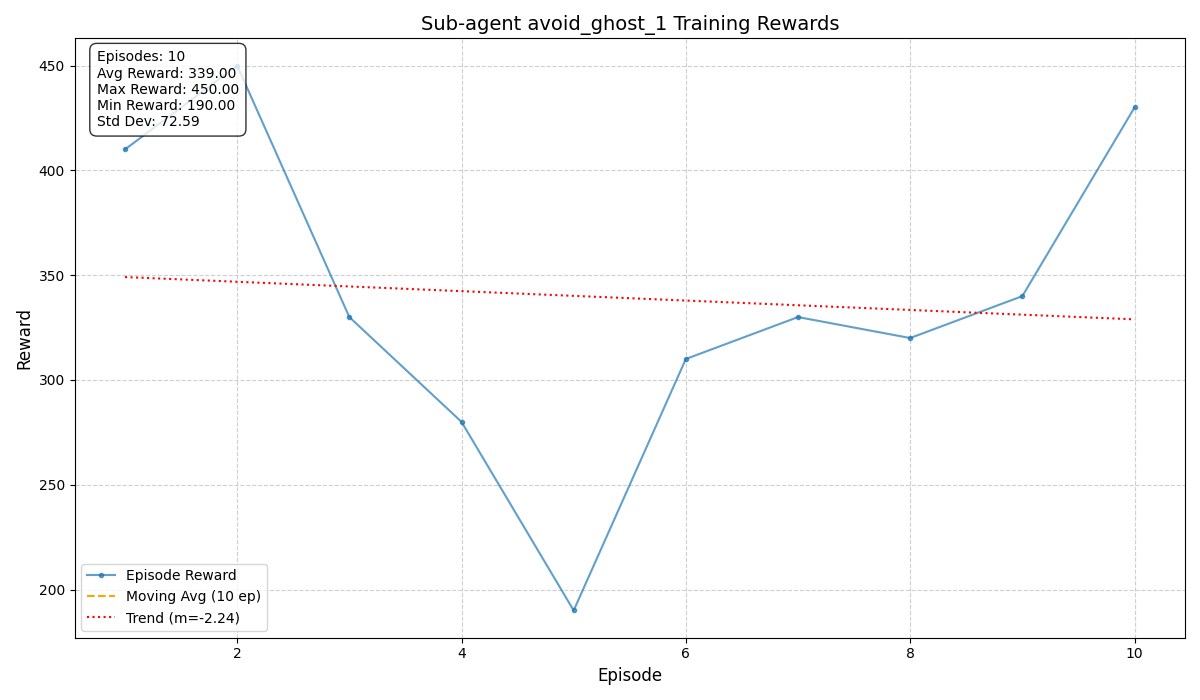 Sub-agent avoid_ghost_1 Training Rewards
Episodes: 10
Avg Reward: 339.00
Max Reward: 450.00
Min Reward: 190.00
Std Dev: 72.59
450
400
350
300
250
200
Reward
Episode Reward
Moving Avg (10 ep)
Trend (m=-2.24)
2
4
6
8
10
Episode